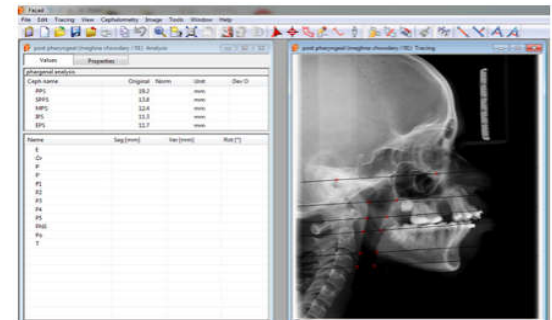 Façad
File Edit Tracing View Cephalometry Image Tools Window Help
post pharyngeal (meghna chowdary / 18) Analysis
Values Properties
phargenal analysis
Ceph name Original Norm Unit Dev O
PPS 19.2 mm
SPPS 13.8 mm
MPS 12.4 mm
IPS 11.3 mm
EPS 11.7 mm
Name Sag [mm] Ver [mm] Rot [°]
E
Or
P
P
P1
P2
P3
P4
P5
PNS
Po
T
post pharyngeal (meghna chowdary / 18) Tracing